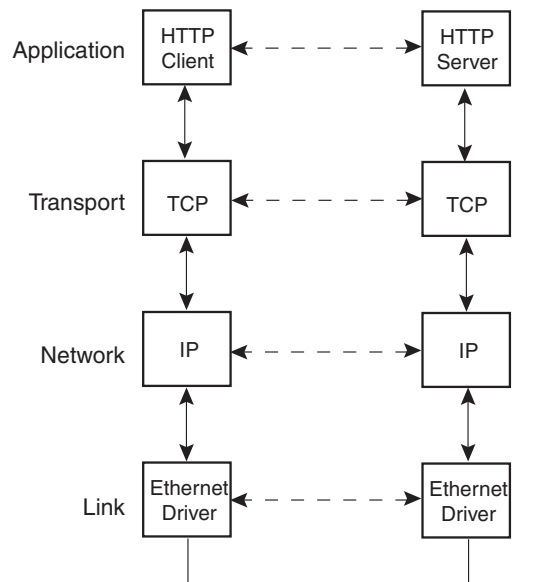 Application
HTTP
Client
HTTP
Server
Transport
TCP
TCP
Network
IP
IP
Link
Ethernet
Driver
Ethernet
Driver